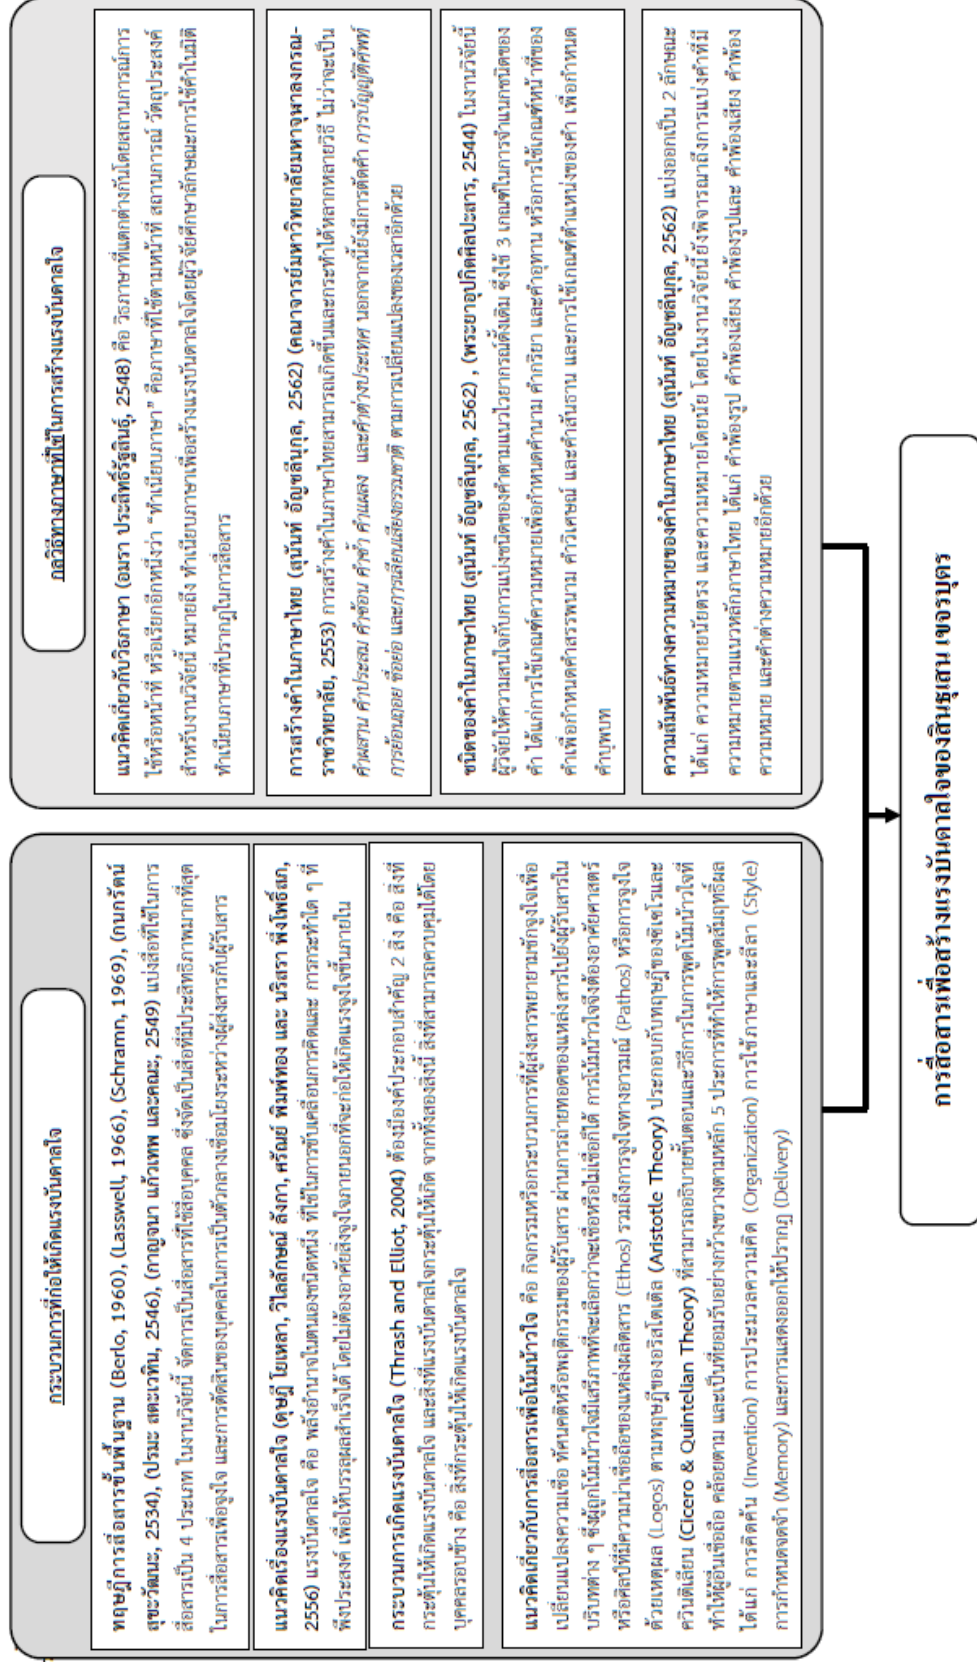 กระบวนการที่ก่อให้เกิดแรงบันดาลใจ
ทฤษฎีการสื่อสารขั้นพื้นฐาน (Berlo, 1960), (Lasswell, 1966), (Schramn, 1969), (กนกรัตน์
สุขะวัฒนะ, 2534), (ปรมะ สตะเวทิน, 2546), (กาญจนา แก้วเทพ และคณะ, 2549) แบ่งสื่อที่ใช้ในการ
สื่อสารเป็น 4 ประเภท ในงานวิจัยนี้ จัดการเป็นสื่อสารที่ใช้สื่อบุคคล ซึ่งจัดเป็นสื่อที่มีประสิทธิภาพมากที่สุด
ในการสื่อสารเพื่อจูงใจ และการตัดสินของบุคคลในการเป็นตัวกลางเชื่อมโยงระหว่างผู้ส่งสารกับผู้รับสาร
แนวคิดเรื่องแรงบันดาลใจ (ดุษฎี โยเหลา, วิไลลักษณ์ ลังกา, ศรัณย์ พิมพ์ทอง และ นริสรา พึ่งโพธิ์สภ,
2556) แรงบันดาลใจ คือ พลังอำนาจในตนเองชนิดหนึ่ง ที่ใช้ในการขับเคลื่อนการคิดและ การกระทำใด ๆ ที่
พึงประสงค์ เพื่อให้บรรลุผลสำเร็จได้ โดยไม่ต้องอาศัยสิ่งจูงใจภายนอกที่จะก่อให้เกิดแรงจูงใจขึ้นภายใน
กระบวนการเกิดแรงบันดาลใจ (Thrash and Elliot, 2004) ต้องมีองค์ประกอบสำคัญ 2 สิ่ง คือ สิ่งที่
กระตุ้นให้เกิดแรงบันดาลใจ และสิ่งที่แรงบันดาลใจกระตุ้นให้เกิด จากทั้งสองสิ่งนี้ สิ่งที่สามารถควบคุมได้โดย
บุคคลรอบข้าง คือ สิ่งที่กระตุ้นให้เกิดแรงบันดาลใจ
แนวคิดเกี่ยวกับการสื่อสารเพื่อโน้มน้าวใจ คือ กิจกรรมหรือกระบวนการที่ผู้ส่งสารพยายามชักจูงใจเพื่อ
เปลี่ยนแปลงความเชื่อ ทัศนคติหรือพฤติกรรมของผู้รับสาร ผ่านการถ่ายทอดของแหล่งสารไปยังผู้รับสารใน
บริบทต่าง ๆ ซึ่งผู้ถูกโน้มน้าวใจมีเสรีภาพที่จะเลือกว่าจะเชื่อหรือไม่เชื่อก็ได้ การโน้มน้าวใจจึงต้องอาศัยศาสตร์
หรือศิลป์ที่มีความน่าเชื่อถือของแหล่งผลิตสาร (Ethos) รวมถึงการจูงใจทางอารมณ์ (Pathos) หรือการจูงใจ
ด้วยเหตุผล (Logos) ตามทฤษฎีของอริสโตเติล (Aristotle Theory) ประกอบกับทฤษฎีของซิเซโรและ
ควินติเลียน (Cicero & Quintelian Theory) ที่สามารถอธิบายขั้นตอนและวิธีการในการพูดโน้มน้าวใจที่
ทำให้ผู้อื่นเชื่อถือ คล้อยตาม และเป็นที่ยอมรับอย่างกว้างขวางตามหลัก 5 ประการที่ทำให้การพูดสัมฤทธิ์ผล
ได้แก่ การคิดค้น (Invention) การประมวลความคิด (Organization) การใช้ภาษาและลีลา (Style)
การกำหนดจดจำ (Memory) และการแสดงออกให้ปรากฏ (Delivery)
กลวิธีทางภาษาที่ใช้ในการสร้างแรงบันดาลใจ
แนวคิดเกี่ยวกับวิธภาษา (อมรา ประสิทธิ์รัฐสินธุ์, 2548) คือ วิธภาษาที่แตกต่างกันโดยสถานการณ์การ
ใช้หรือหน้าที่ หรือเรียกอีกหนึ่งว่า “ทำเนียบภาษา” คือภาษาที่ใช้ตามหน้าที่ สถานการณ์ วัตถุประสงค์
สำหรับงานวิจัยนี้ หมายถึง ทำเนียบภาษาเพื่อสร้างแรงบันดาลใจโดยผู้วิจัยศึกษาลักษณะการใช้คำในมิติ
ทำเนียบภาษาที่ปรากฏในการสื่อสาร
การสร้างคำในภาษาไทย (สุนันท์ อัญชลีนุกุล, 2562) (คณาจารย์มหาวิทยาลัยมหาจุฬาลงกรณ-
ราชวิทยาลัย, 2553) การสร้างคำในภาษาไทยสามารถเกิดขึ้นและกระทำได้หลากหลายวิธี ไม่ว่าจะเป็น
คำผสาน คำประสม คำซ้อน คำซ้ำ คำแผลง และคำต่างประเทศ นอกจากนี้ยังมีการตัดคำ การบัญญัติศัพท์
การย้อนถอย ชื่อย่อ และการเลียนเสียงธรรมชาติ ตามการเปลี่ยนแปลงของเวลาอีกด้วย
ชนิดของคำในภาษาไทย (สุนันท์ อัญชลีนุกุล, 2562) , (พระยาอุปกิตศิลปะสาร, 2544) ในงานวิจัยนี้
ผู้วิจัยให้ความสนใจกับการแบ่งชนิดของคำตามแนวไวยากรณ์ดั้งเดิม ซึ่งใช้ 3 เกณฑ์ในการจำแนกชนิดของ
คำ ได้แก่การใช้เกณฑ์ความหมายเพื่อกำหนดคำนาม คำกริยา และคำอุทาน หรือการใช้เกณฑ์หน้าที่ของ
คำเพื่อกำหนดคำสรรพนาม คำวิเศษณ์ และคำสันธาน และการใช้เกณฑ์ตำแหน่งของคำ เพื่อกำหนด
คำบุพบท
ความสัมพันธ์ทางความหมายของคำในภาษาไทย (สุนันท์ อัญชลีนุกุล, 2562) แบ่งออกเป็น 2 ลักษณะ
ได้แก่ ความหมายนัยตรง และความหมายโดยนัย โดยในงานวิจัยนี้ยังพิจารณาถึงการแบ่งคำที่มี
ความหมายตามแนวหลักภาษาไทย ได้แก่ คำพ้องรูป คำพ้องเสียง คำพ้องรูปและ คำพ้องเสียง คำพ้อง
ความหมาย และคำต่างความหมายอีกด้วย
การสื่อสารเพื่อสร้างแรงบันดาลใจของสินธุเสน เขจรบุตร